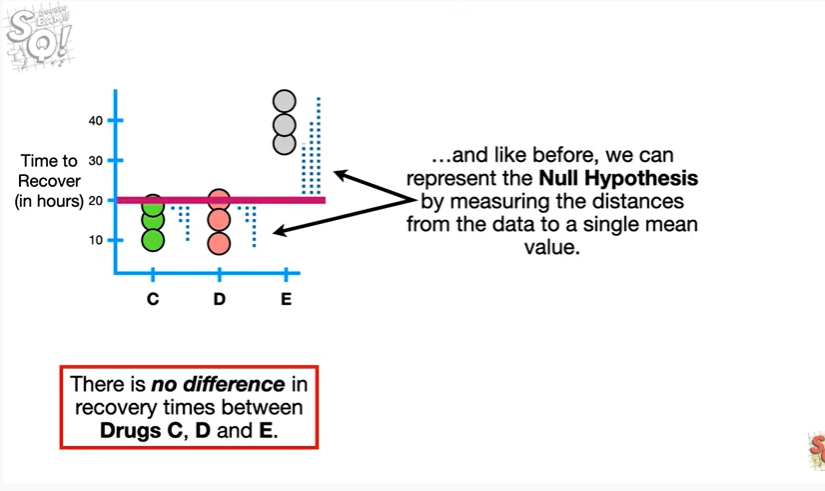 BAM!!!
SQ!
40
Time to
30
Recover
(in hours)
20
10
C
D
E
…and like before, we can
represent the Null Hypothesis
by measuring the distances
from the data to a single mean
value.
There is no difference in
recovery times between
Drugs C, D and E.